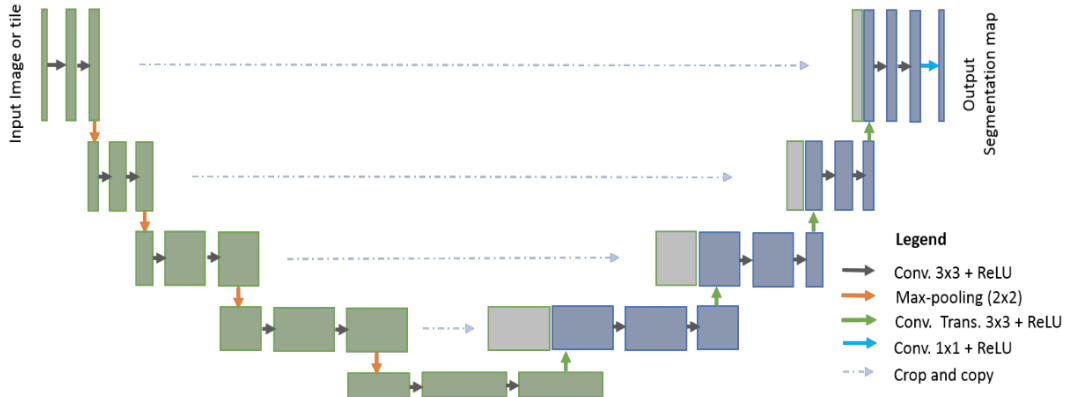 Input Image or tile
Output
Segmentation map
Legend
Conv. 3x3 + ReLU
Max-pooling (2x2)
Conv. Trans. 3x3 + ReLU
Conv. 1x1 + ReLU
Crop and copy